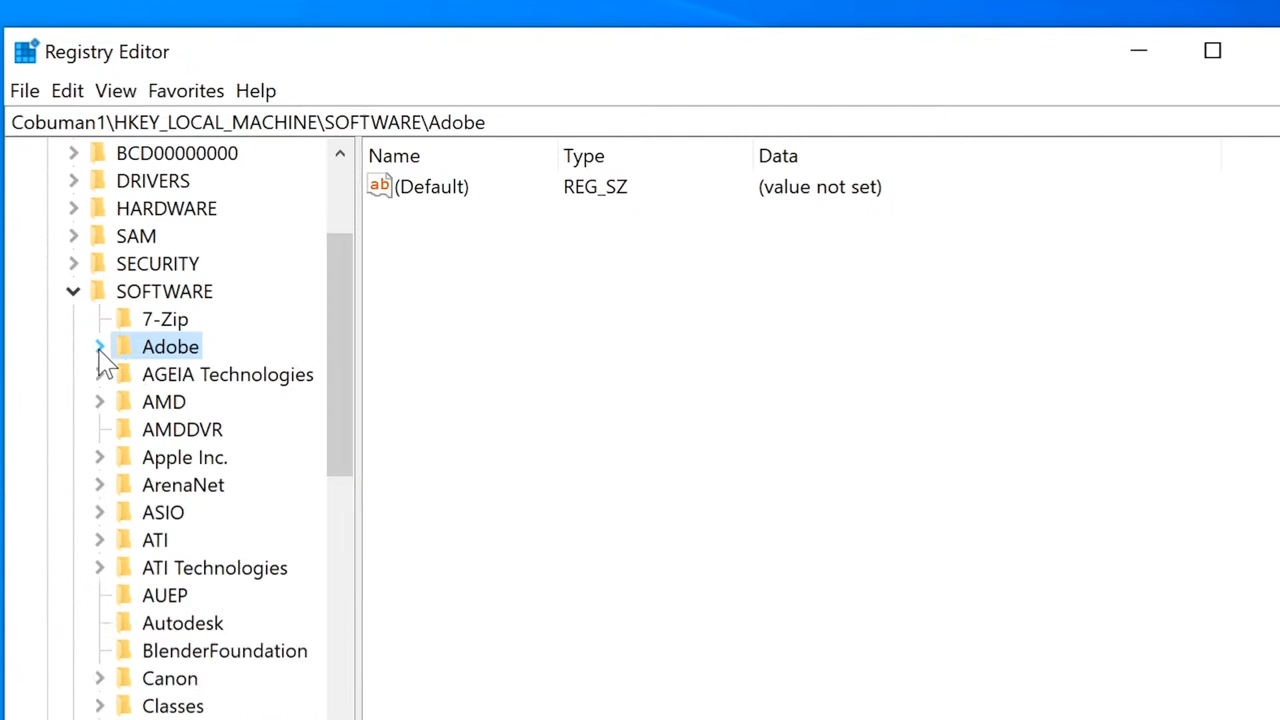 Registry Editor
File Edit View Favorites Help
Cobuman1\HKEY_LOCAL_MACHINE\SOFTWARE\Adobe
Name Type Data
ab (Default) REG_SZ (value not set)
BCD00000000
DRIVERS
HARDWARE
SAM
SECURITY
SOFTWARE
7-Zip
Adobe
AGEIA Technologies
AMD
AMDDVR
Apple Inc.
ArenaNet
ASIO
ATI
ATI Technologies
AUEP
Autodesk
BlenderFoundation
Canon
Classes